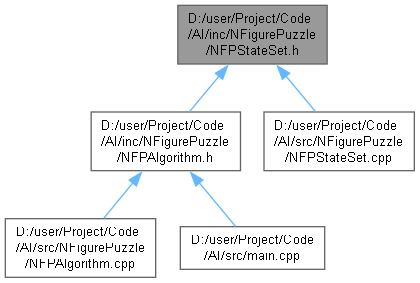 D:/user/Project/Code
/AI/inc/NFigurePuzzle
/NFPStateSet.h
D:/user/Project/Code
/AI/inc/NFigurePuzzle
/NFPAlgorithm.h
D:/user/Project/Code
/AI/src/NFigurePuzzle
/NFPStateSet.cpp
D:/user/Project/Code
/AI/src/NFigurePuzzle
/NFPAlgorithm.cpp
D:/user/Project/Code
/AI/src/main.cpp